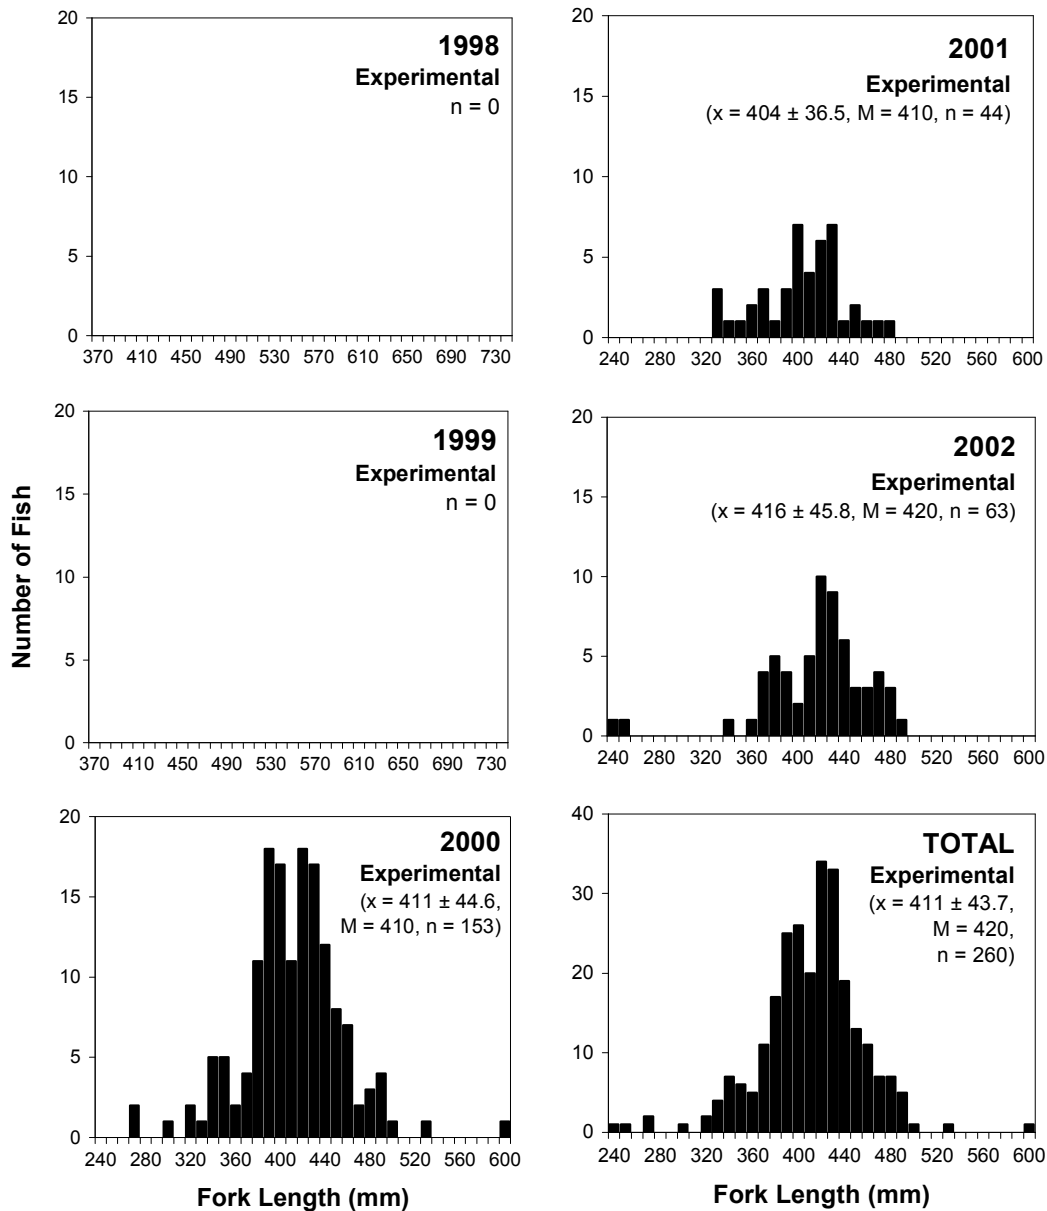 20
15
10
5
0
1998
Experimental
n = 0
370 410 450 490 530 570 610 650 690 730
20
15
10
5
0
2001
Experimental
(x = 404 ± 36.5, M = 410, n = 44)
240 280 320 360 400 440 480 520 560 600
Number of Fish
20
15
10
5
0
1999
Experimental
n = 0
370 410 450 490 530 570 610 650 690 730
20
15
10
5
0
2002
Experimental
(x = 416 ± 45.8, M = 420, n = 63)
240 280 320 360 400 440 480 520 560 600
20
15
10
5
0
2000
Experimental
(x = 411 ± 44.6,
M = 410, n = 153)
240 280 320 360 400 440 480 520 560 600
Fork Length (mm)
40
30
20
10
0
TOTAL
Experimental
(x = 411 ± 43.7,
M = 420,
n = 260)
240 280 320 360 400 440 480 520 560 600
Fork Length (mm)